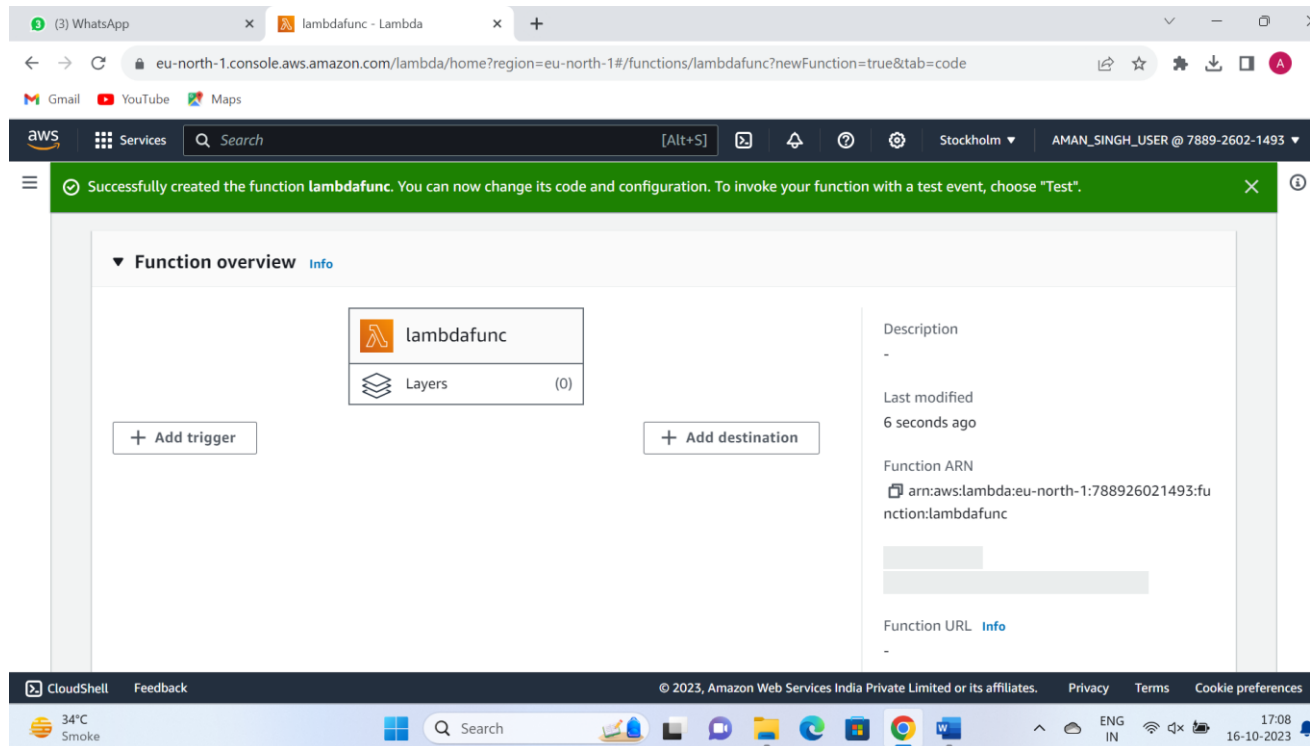 3 (3) WhatsApp
lambdafunc - Lambda
eu-north-1.console.aws.amazon.com/lambda/home?region=eu-north-1#/functions/lambdafunc?newFunction=true&tab=code
A
Gmail YouTube Maps
aws Services Search [Alt+S] Stockholm ▼ AMAN_SINGH_USER @ 7889-2602-1493 ▼
Successfully created the function lambdafunc. You can now change its code and configuration. To invoke your function with a test event, choose "Test".
▼ Function overview Info
lambdafunc
Layers (0)
+ Add trigger
+ Add destination
Description
-
Last modified
6 seconds ago
Function ARN
arn:aws:lambda:eu-north-1:788926021493:fu
nction:lambdafunc
Function URL Info
-
CloudShell Feedback © 2023, Amazon Web Services India Private Limited or its affiliates. Privacy Terms Cookie preferences
34°C
Smoke
Search
ENG
IN
17:08
16-10-2023